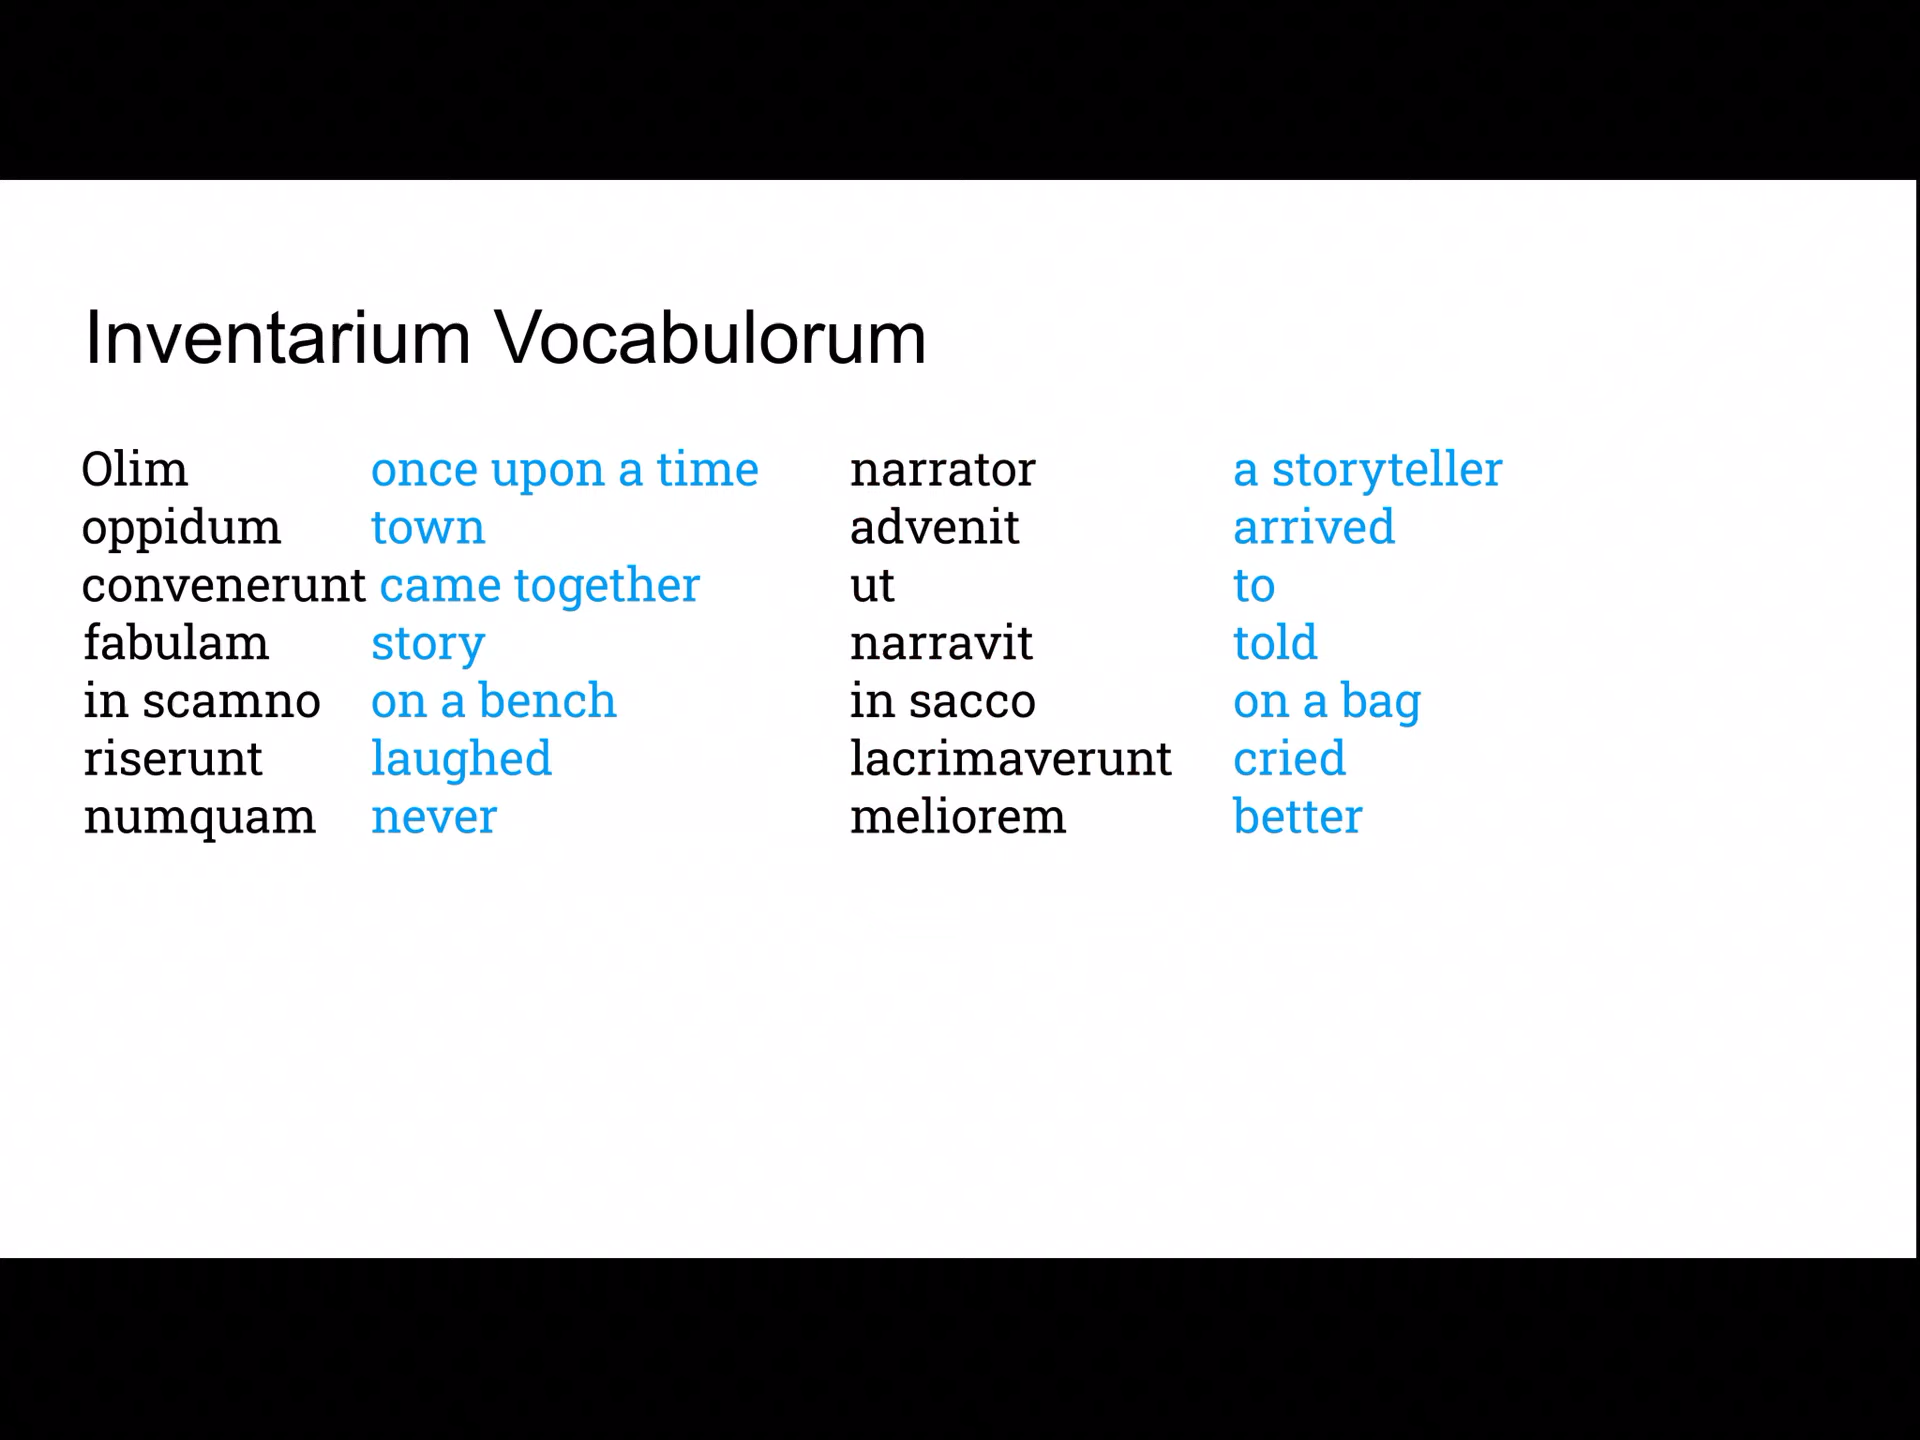 Inventarium Vocabulorum
Olim once upon a time narrator a storyteller
oppidum town advenit arrived
convenerunt came together ut to
fabulam story narravit told
in scamno on a bench in sacco on a bag
riserunt laughed lacrimaverunt cried
numquam never meliorem better